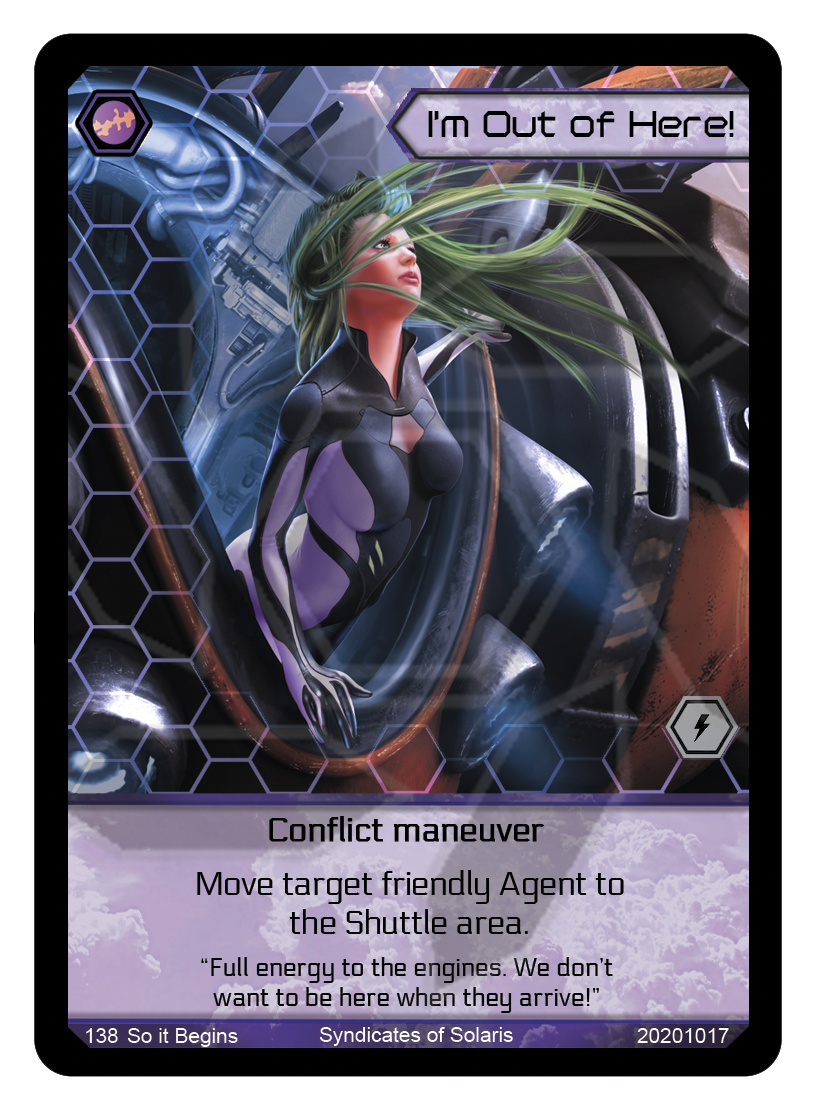 I'm Out of Here!
Conflict maneuver
Move target friendly Agent to
the Shuttle area.
“Full energy to the engines. We don't
want to be here when they arrive!”
138 So it Begins Syndicates of Solaris 20201017